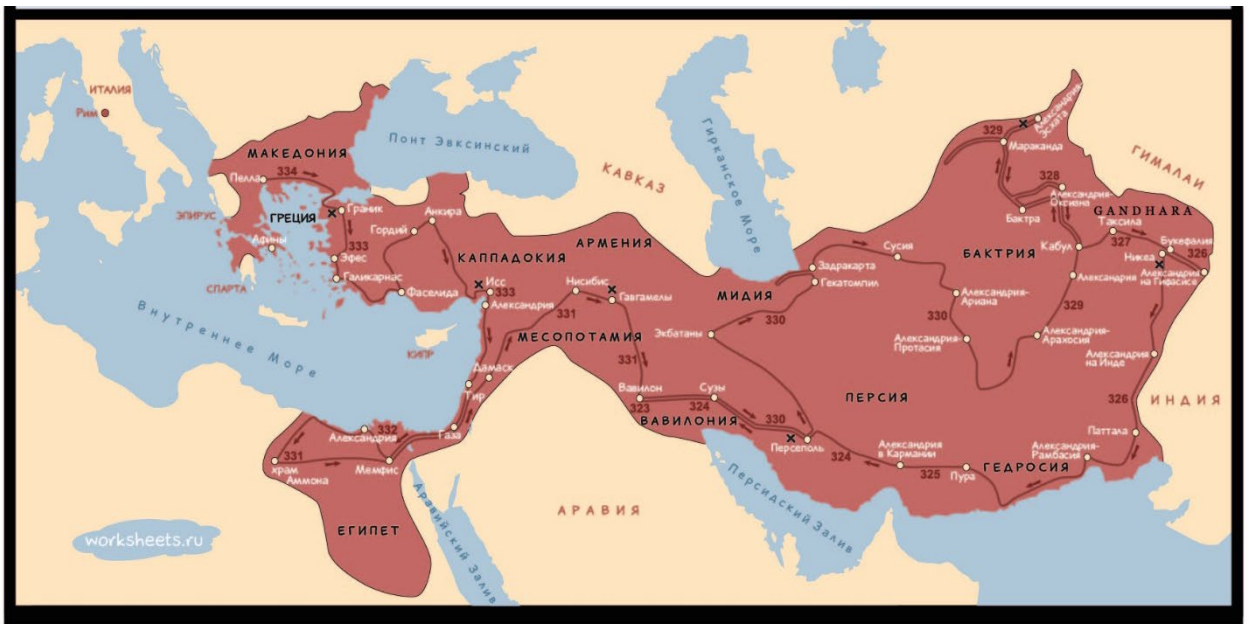 ИТАЛИЯ
Рим
Понт Эвксинский
МАКЕДОНИЯ
Пелла
334
ЭПИРУС
ГРЕЦИЯ
Граник
Афины
333
Эфес
Галикарнас
СПАРТА
Фаселида
Гордий
Анкира
КАППАДОКИЯ
АРМЕНИЯ
КАВКАЗ
Гирканское Море
Исс
333
Александрия
Нисибис
Гавгамелы
331
МЕСОПОТАМИЯ
МИДИЯ
Внутреннее Море
КИПР
Дамаск
Тир
Газа
332
Александрия
331
храм
Аммона
Мемфис
ЕГИПЕТ
Аравийский Залив
АРАВИЯ
331
Вавилон
323
Сузы
324
ВАВИЛОНИЯ
330
Персеполь
Персидский Залив
Экбатаны
330
Задракарта
Гекатомпил
Сусия
Александрия-
Ариана
330
Александрия-
Протасия
ПЕРСИЯ
324
Александрия
в Кармании
325
Пура
ГЕДРОСИЯ
Александрия-
Рамбасия
Паттала
326
ИНДИЯ
Александрия
на Инде
Александрия-
Арахосия
329
Александрия
Кабул
БАКТРИЯ
Бактра
328
Александрия-
Оксиана
329
Мараканда
Александрия-
Эсхата
ГИМАЛАИ
GANDHARA
Таксила
327
Букефалия
Никеа
326
Александрия
на Гифасисе
worksheets.ru